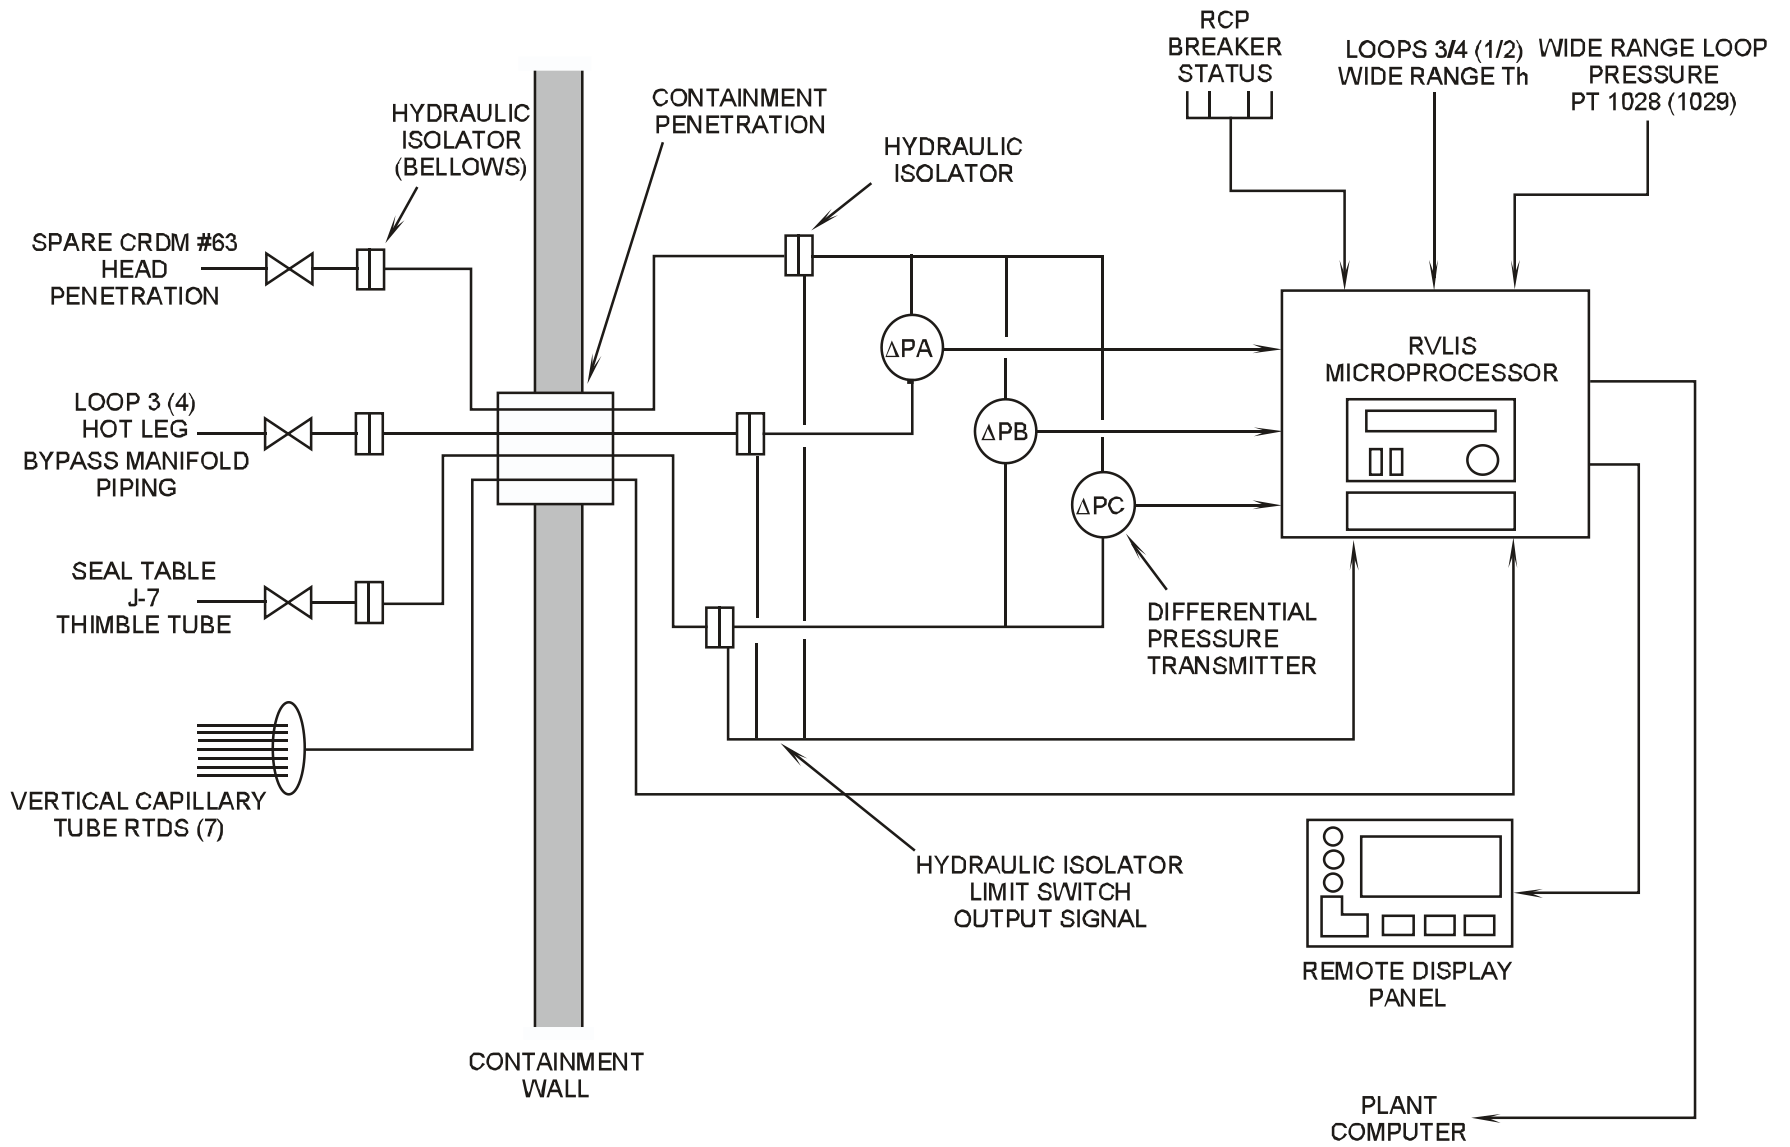 RCP
BREAKER
STATUS
LOOPS 3/4 (1/2)
WIDE RANGE Th
WIDE RANGE LOOP
PRESSURE
PT 1028 (1029)
HYDRAULIC
ISOLATOR
(BELLOWS)
CONTAINMENT
PENETRATION
HYDRAULIC
ISOLATOR
SPARE CRDM #63
HEAD
PENETRATION
ΔPA
RVLIS
MICROPROCESSOR
LOOP 3 (4)
HOT LEG
BYPASS MANIFOLD
PIPING
ΔPB
ΔPC
SEAL TABLE
J-7
THIMBLE TUBE
DIFFERENTIAL
PRESSURE
TRANSMITTER
VERTICAL CAPILLARY
TUBE RTDS (7)
HYDRAULIC ISOLATOR
LIMIT SWITCH
OUTPUT SIGNAL
REMOTE DISPLAY
PANEL
CONTAINMENT
WALL
PLANT
COMPUTER